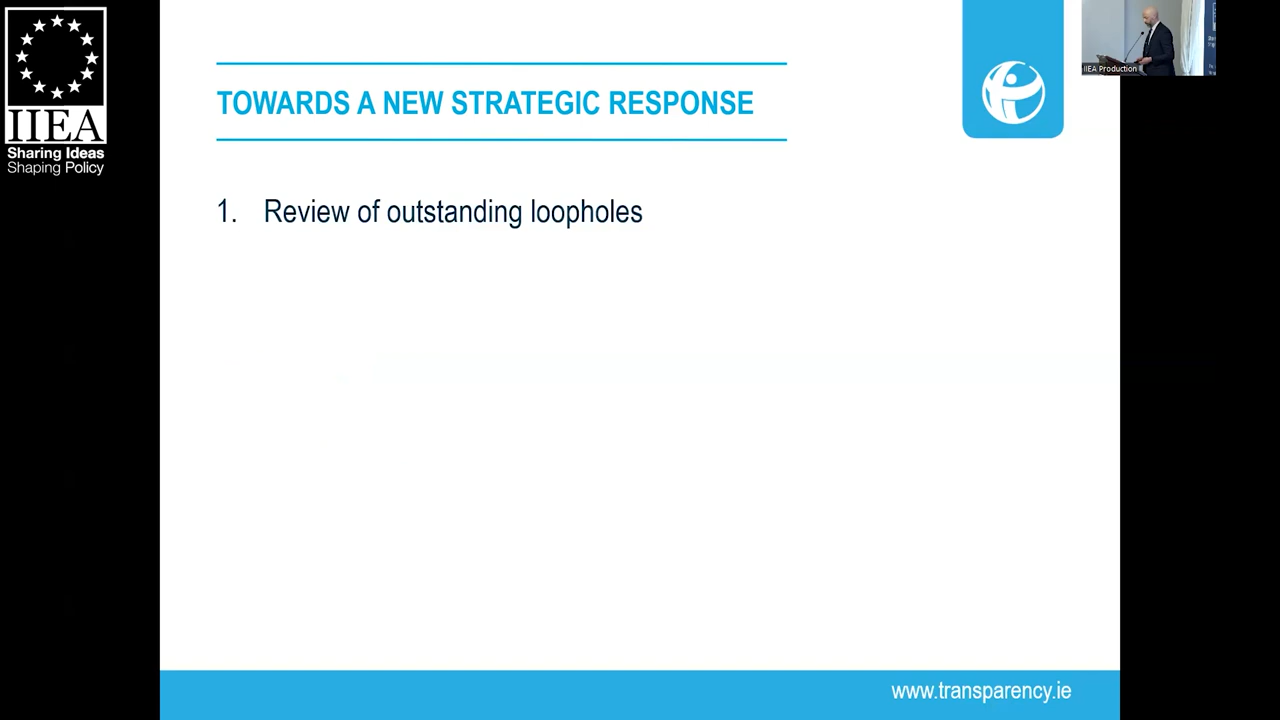 IIEA
Sharing Ideas
Shaping Policy
IIEA Production
TOWARDS A NEW STRATEGIC RESPONSE
1. Review of outstanding loopholes
www.transparency.ie